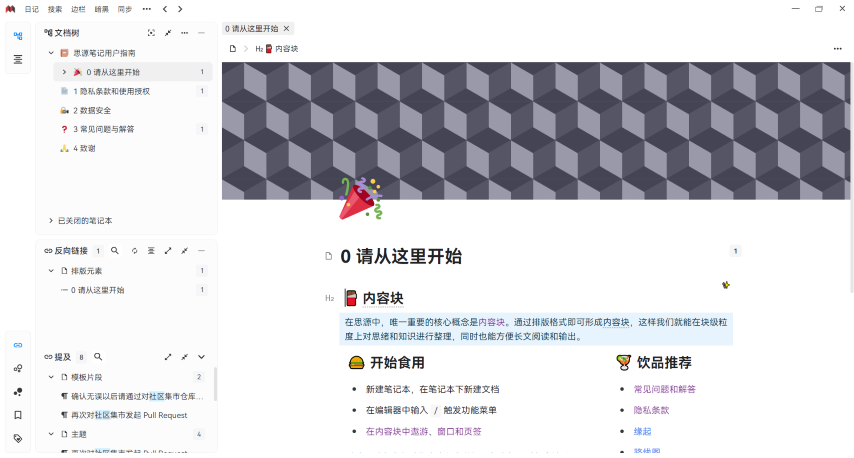 日记 搜索 边栏 暗黑 同步
文档树
思源笔记用户指南
0 请从这里开始 1
1 隐私条款和使用授权 1
2 数据安全
3 常见问题与解答 1
4 致谢
已关闭的笔记本
反向链接 1
排版元素 1
0 请从这里开始 1
提及 8
模板片段 2
确认无误以后请通过对社区集市仓库...
再次对社区集市发起 Pull Request
主题 4
再次对社区集市发起 Pull Request
0 请从这里开始
H2 内容块
0 请从这里开始 1
H2 内容块
在思源中，唯一重要的核心概念是内容块。通过排版格式即可形成内容块，这样我们就能在块级粒
度上对思绪和知识进行整理，同时也能方便长文阅读和输出。
开始食用
新建笔记本，在笔记本下新建文档
在编辑器中输入 / 触发功能菜单
在内容块中遨游、窗口和页签
饮品推荐
常见问题和解答
隐私条款
缘起